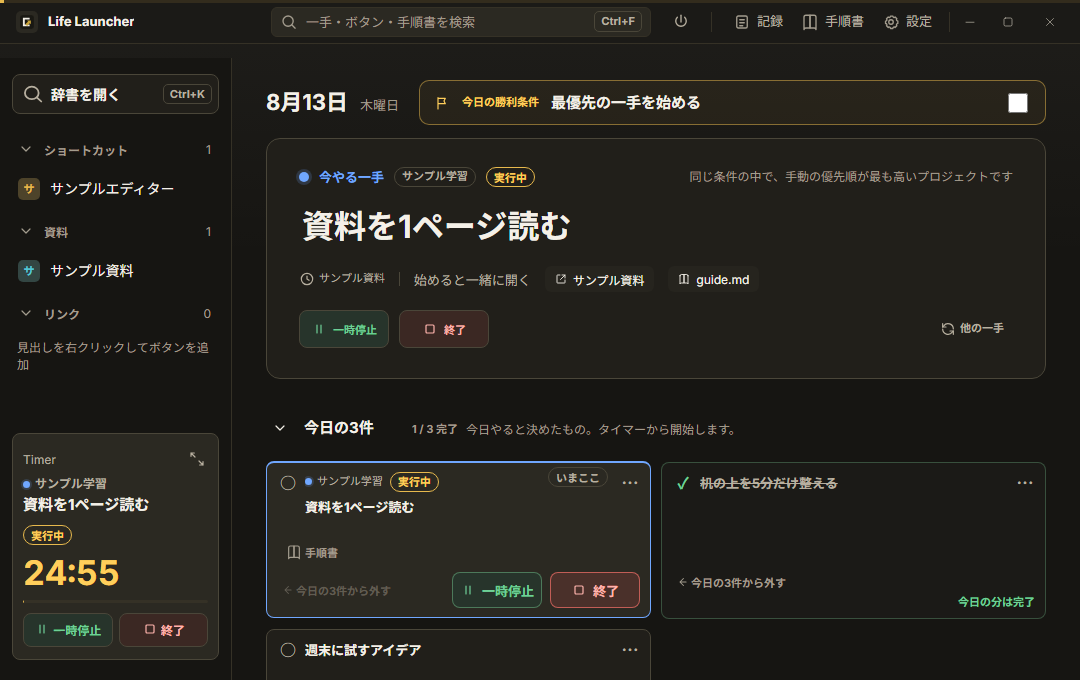 Life Launcher
一手・ボタン・手順書を検索
Ctrl+F
記録
手順書
設定
辞書を開く
Ctrl+K
ショートカット
1
サ
サンプルエディター
資料
1
サ
サンプル資料
リンク
0
見出しを右クリックしてボタンを追
加
Timer
サンプル学習
資料を1ページ読む
実行中
24:55
一時停止
終了
8月13日
木曜日
今日の勝利条件
最優先の一手を始める
今やる一手
サンプル学習
実行中
同じ条件の中で、手動の優先順が最も高いプロジェクトです
資料を1ページ読む
サンプル資料
始めると一緒に開く
サンプル資料
guide.md
一時停止
終了
他の一手
今日の3件
1 / 3 完了
今日やると決めたもの。タイマーから開始します。
サンプル学習
実行中
いまここ
資料を1ページ読む
手順書
← 今日の3件から外す
一時停止
終了
机の上を5分だけ整える
← 今日の3件から外す
今日の分は完了
週末に試すアイデア